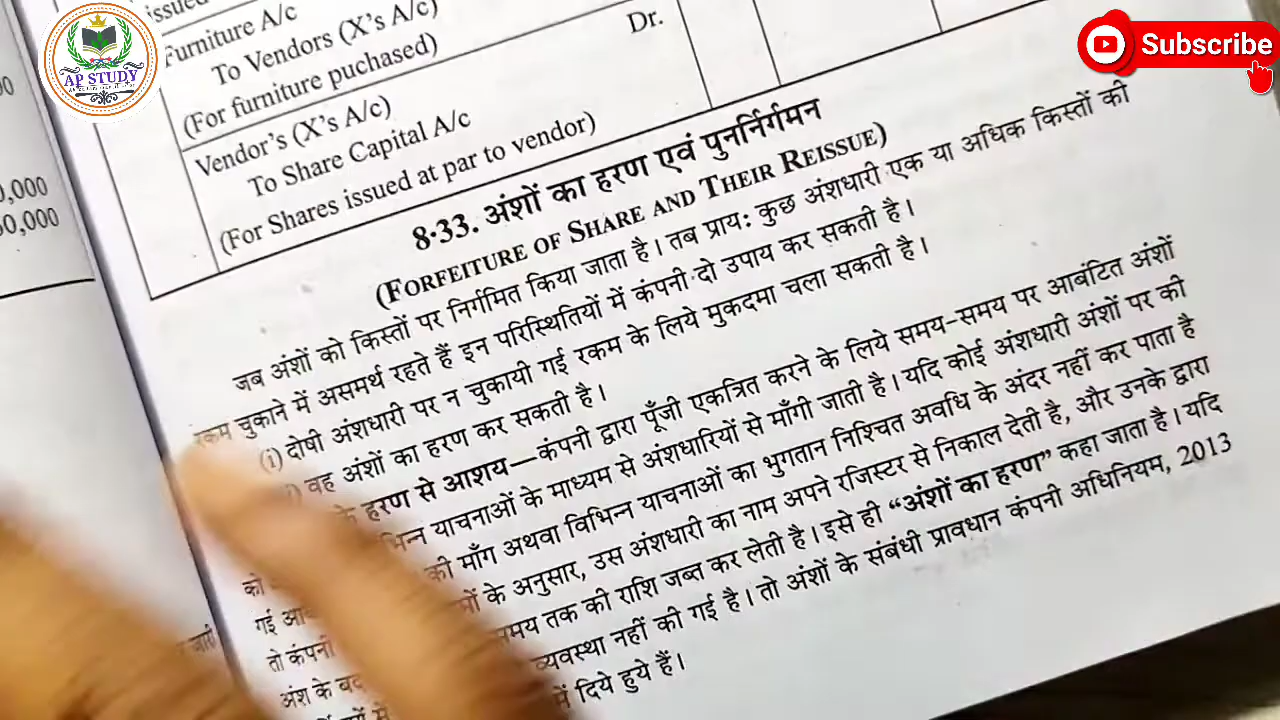 AP STUDY
Subscribe
issued
Furniture A/c
Dr.
To Vendors (X's A/c)
(For furniture puchased)
Vendor's (X's A/c)
To Share Capital A/c
(For Shares issued at par to vendor)
0,000
50,000
8·33. अंशों का हरण एवं पुनर्निर्गमन
(FORFEITURE OF SHARE AND THEIR REISSUE)
जब अंशों को किस्तों पर निर्गमित किया जाता है। तब प्राय: कुछ अंशधारी एक या अधिक किस्तों की
रकम चुकाने में असमर्थ रहते हैं इन परिस्थितियों में कंपनी दो उपाय कर सकती है।
(i) दोषी अंशधारी पर न चुकायी गई रकम के लिये मुकदमा चला सकती है।
वह अंशों का हरण कर सकती है।
के हरण से आशय—कंपनी द्वारा पूँजी एकत्रित करने के लिये समय-समय पर आबंटित अंशों
याचनाओं के माध्यम से अंशधारियों से माँगी जाती है। यदि कोई अंशधारी अंशों पर की
को
की माँग अथवा विभिन्न याचनाओं का भुगतान निश्चित अवधि के अंदर नहीं कर पाता है
गई
के अनुसार, उस अंशधारी का नाम अपने रजिस्टर से निकाल देती है, और उनके द्वारा
तो कंपनी
समय तक की राशि जब्त कर लेती है। इसे ही “अंशों का हरण” कहा जाता है। यदि
अंश के
व्यवस्था नहीं की गई है। तो अंशों के संबंधी प्रावधान कंपनी अधिनियम, 2013
में दिये हुये हैं।